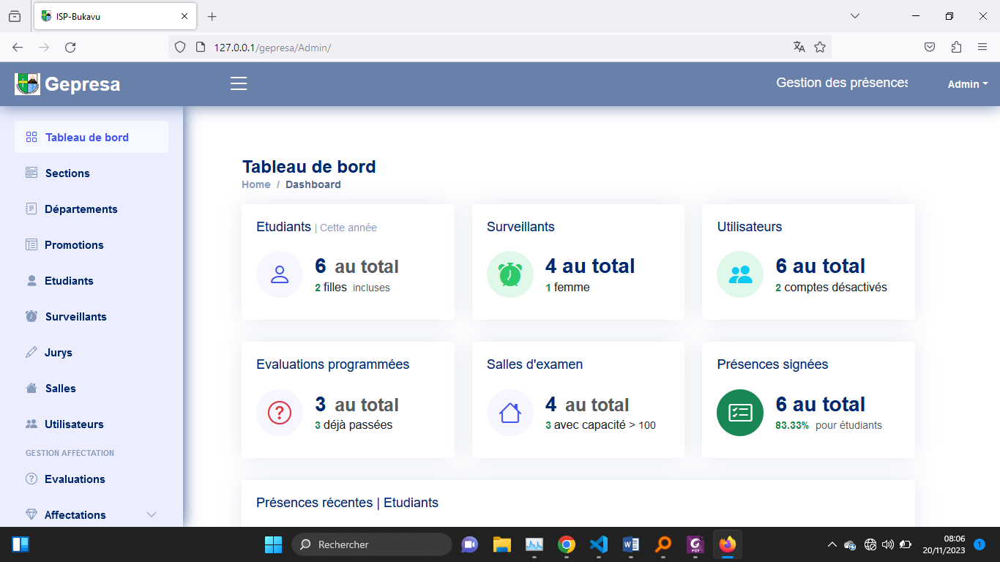 ISP-Bukavu
127.0.0.1/gepresa/Admin/
Gepresa
Gestion des présences
Admin
Tableau de bord
Sections
Départements
Promotions
Etudiants
Surveillants
Jurys
Salles
Utilisateurs
GESTION AFFECTATION
Evaluations
Affectations
Tableau de bord
Home / Dashboard
Etudiants | Cette année
6 au total
2 filles incluses
Surveillants
4 au total
1 femme
Utilisateurs
6 au total
2 comptes désactivés
Evaluations programmées
3 au total
3 déjà passées
Salles d'examen
4 au total
3 avec capacité > 100
Présences signées
6 au total
83.33% pour étudiants
Présences récentes | Etudiants
Rechercher
PDF
08:06
20/11/2023
1